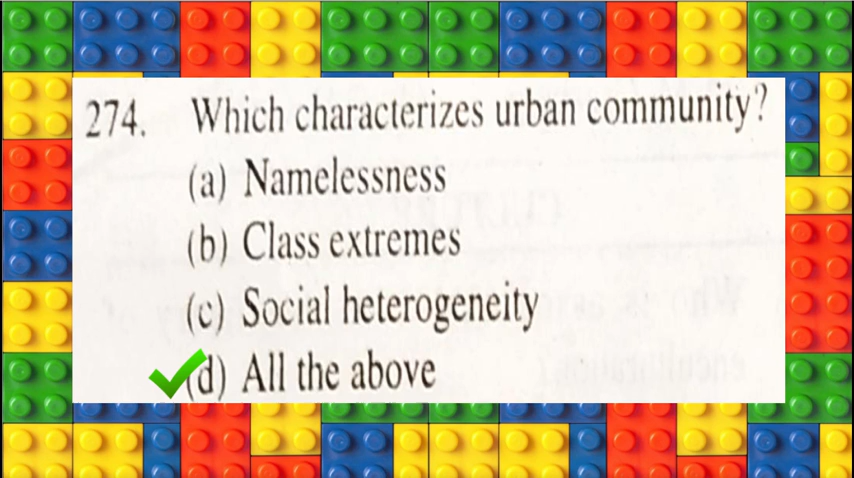 274. Which characterizes urban community?
(a) Namelessness
(b) Class extremes
(c) Social heterogeneity
(d) All the above